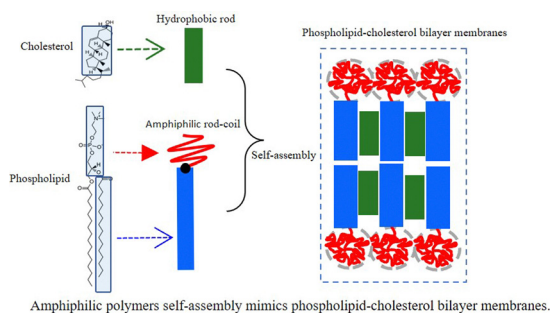 Hydrophobic rod
Phospholipid-cholesterol bilayer membranes
Cholesterol
Amphiphilic rod-coil
Self-assembly
Phospholipid
Amphiphilic polymers self-assembly mimics phospholipid-cholesterol bilayer membranes.